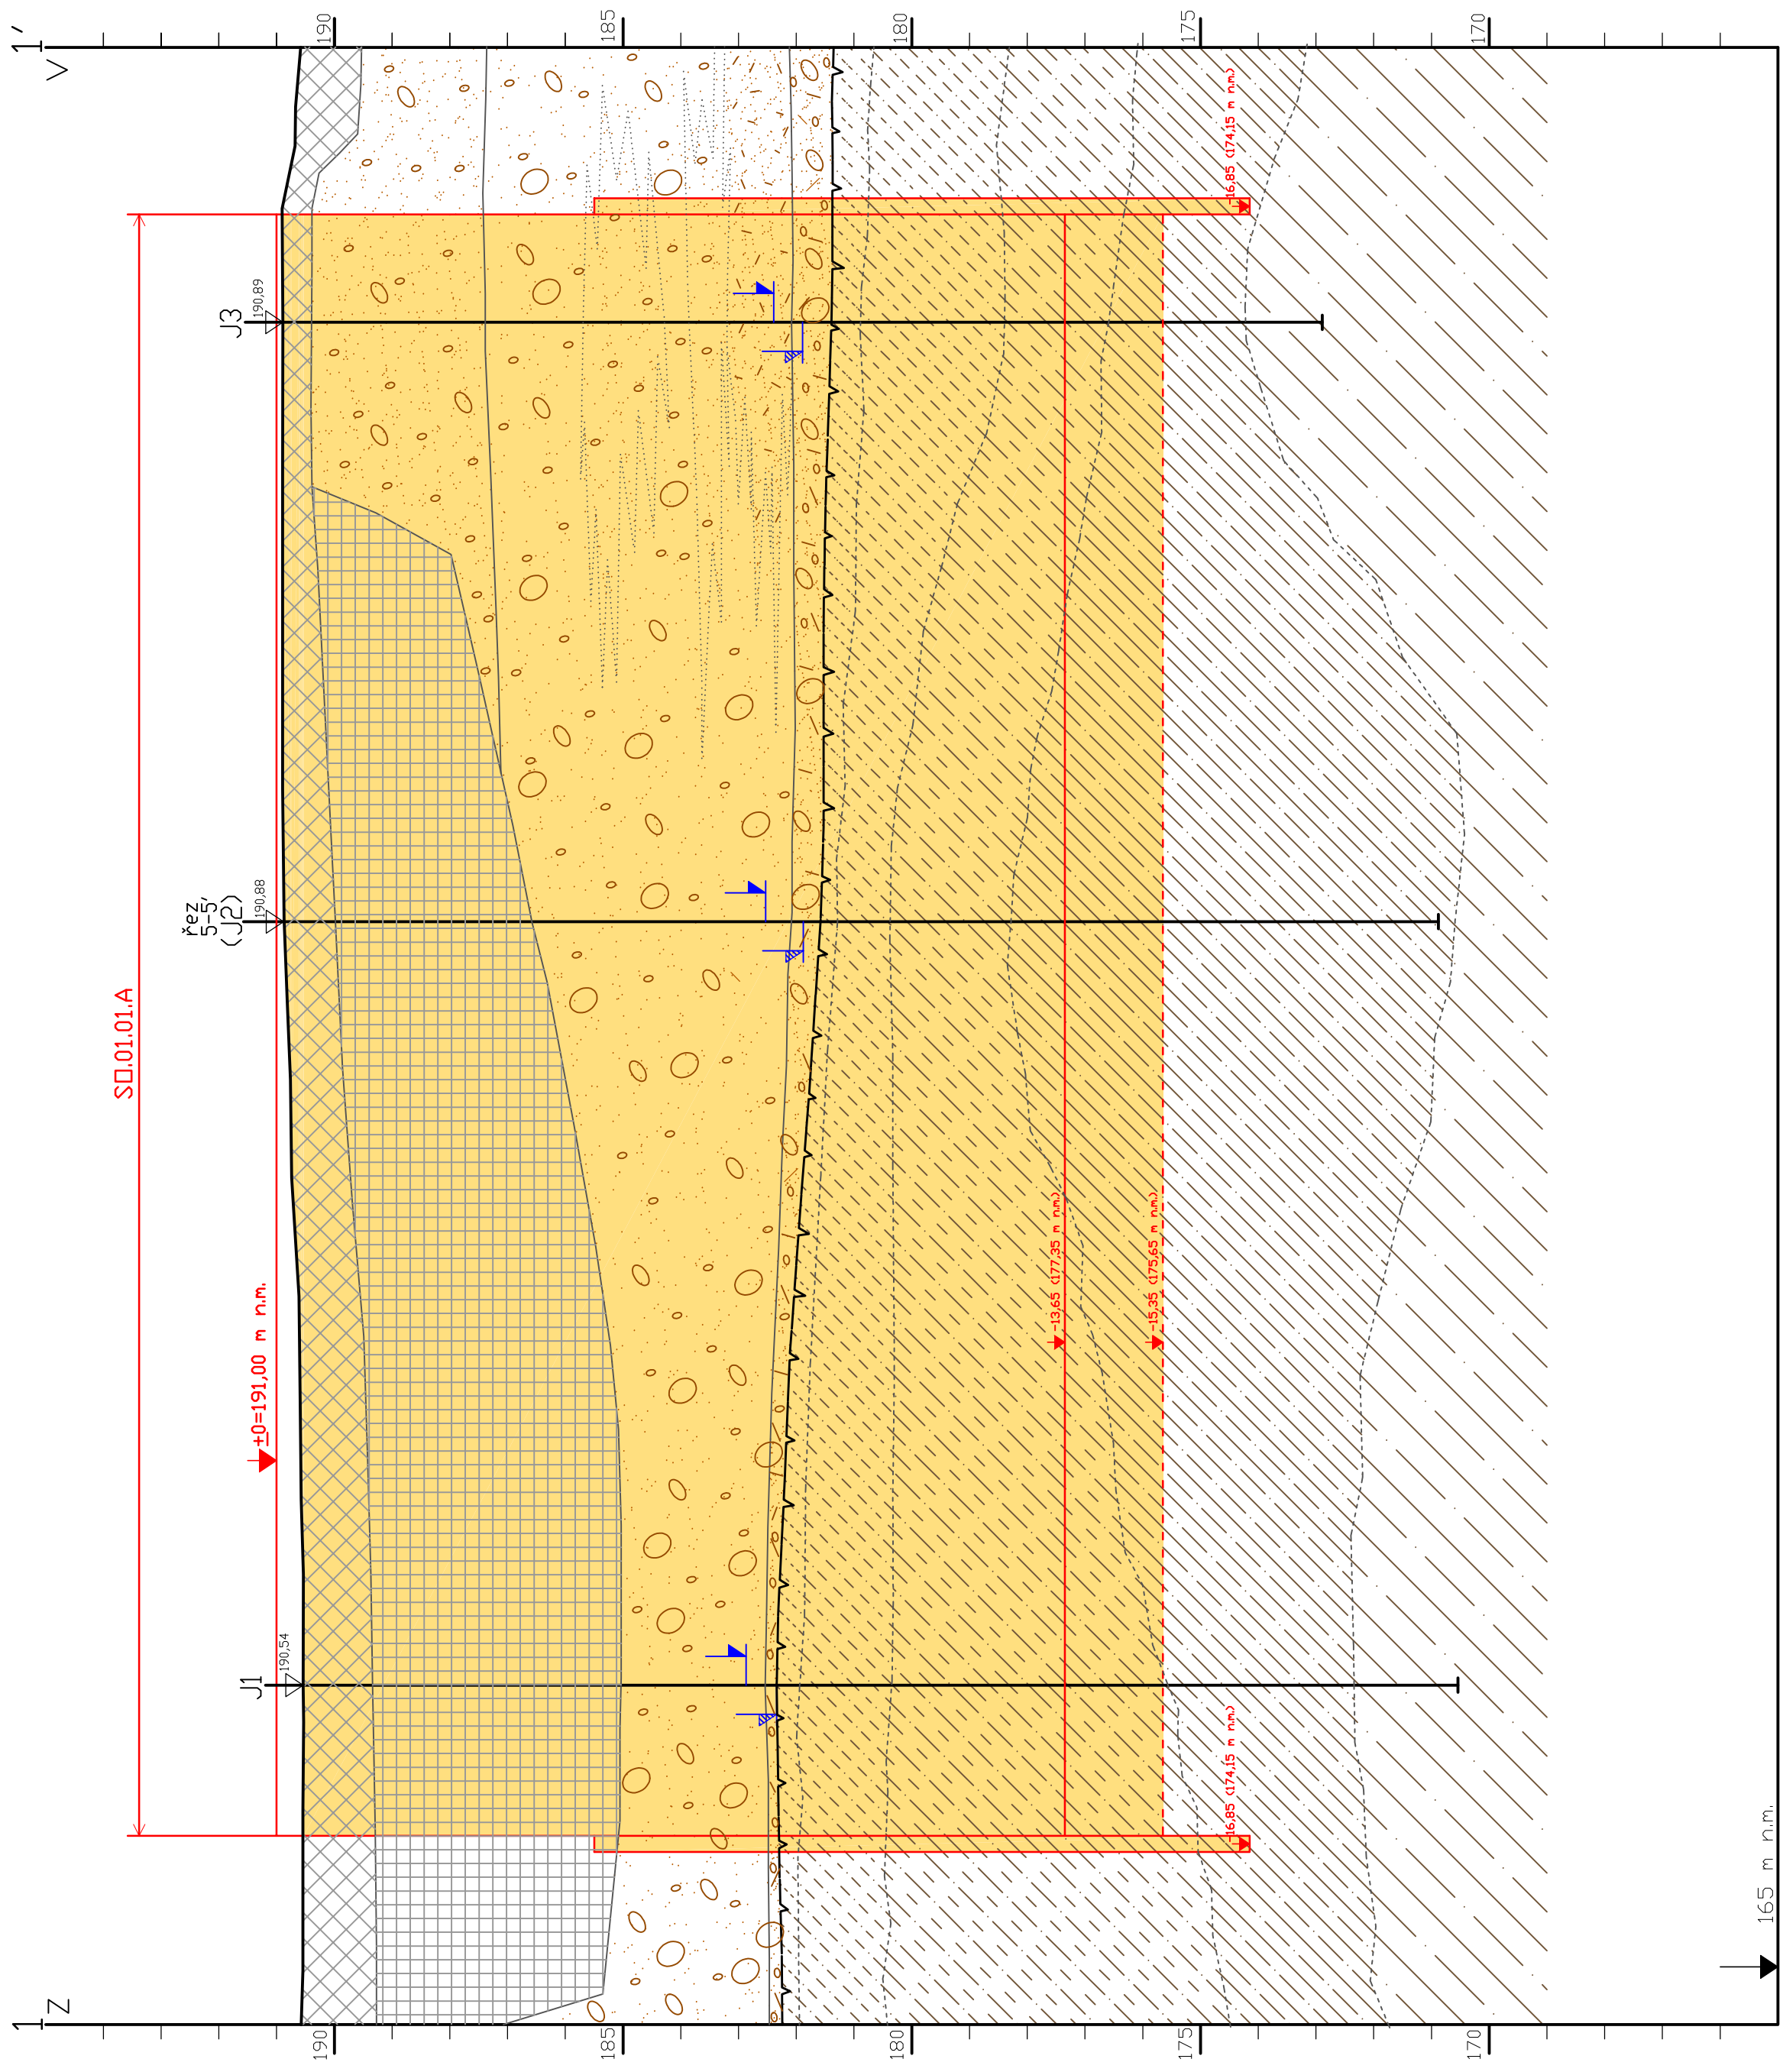 1
Z
V
1'
SO.01.01.A
±0=191,00 m n.m.
J1
190,54
řez
5-5'
(J2)
190,88
J3
190,89
190
190
185
185
180
180
175
175
170
170
-13,65 (177,35 m n.m.)
-15,35 (175,65 m n.m.)
-16,85 (174,15 m n.m.)
-16,85 (174,15 m n.m.)
165 m n.m.